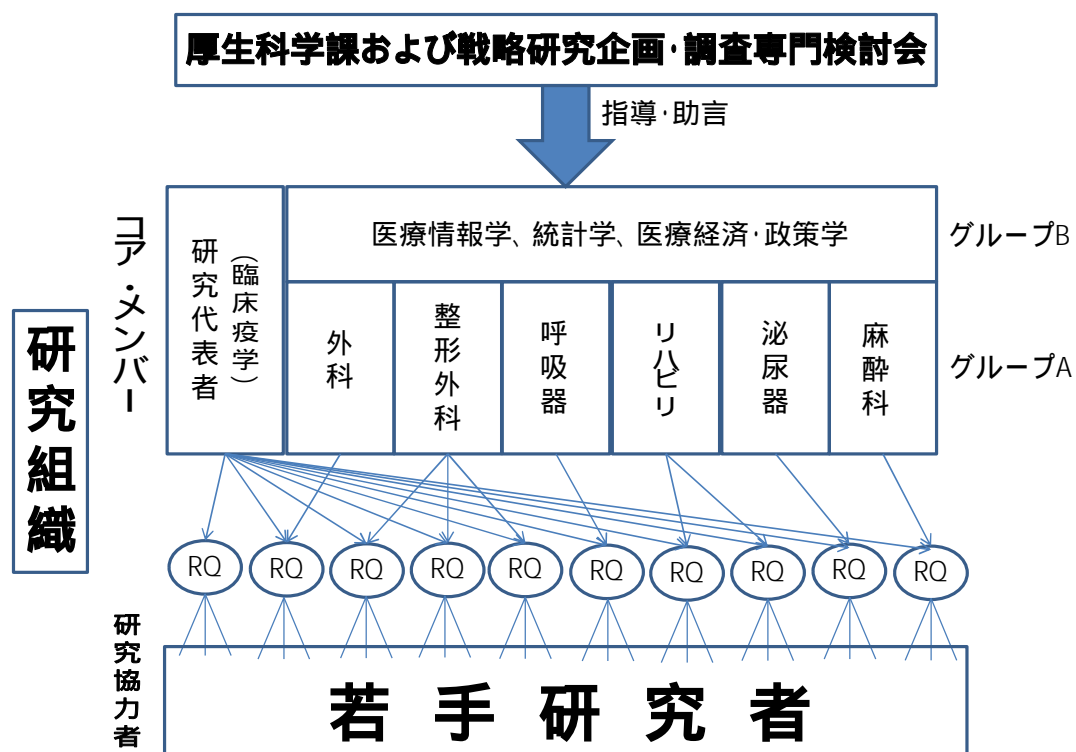 厚生科学課および戦略研究企画・調査専門検討会
指導・助言
コア・メンバー
研究代表者
(臨床疫学)
医療情報学、統計学、医療経済・政策学
グループB
外科
整形外科
呼吸器
リハビリ
泌尿器
麻酔科
グループA
研究組織
RQ
RQ
RQ
RQ
RQ
RQ
RQ
RQ
RQ
RQ
研究協力者
若手研究者